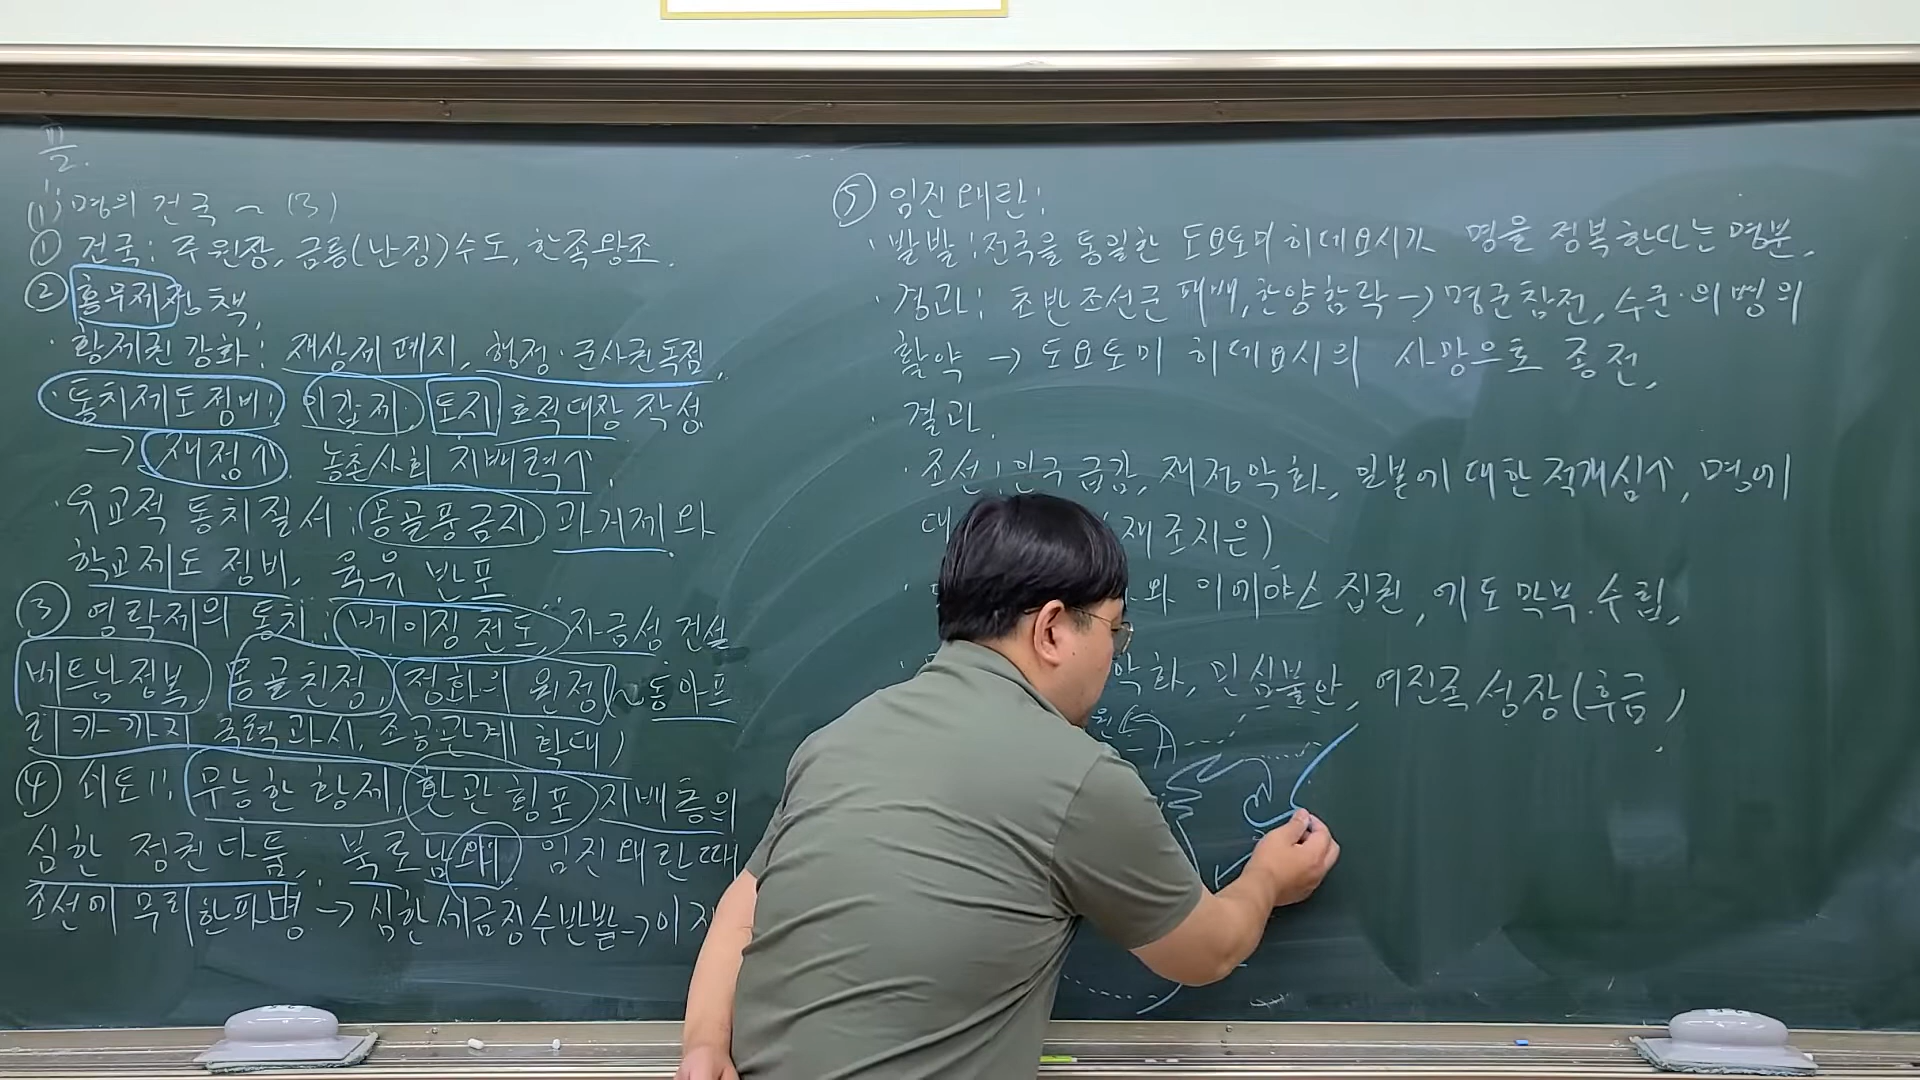 Ⅲ
2.
(1) 명의 건국 ~ (3)
① 건국: 주원장, 금릉(난징)수도, 한족왕조.
② 홍무제정책,
· 황제권 강화: 재상제 폐지, 행정·군사권독점,
· 통치제도정비: 이갑제. 토지 호적대장 작성
→ 재정↑ 농촌사회 지배력↑.
· 유교적 통치질서: 몽골풍금지 과거제와
학교제도 정비, 육유 반포
③ 영락제의 통치: 베이징 천도, 자금성 건설
베트남정복, 몽골친정, 정화의 원정(~동아프
리카까지 국력과시, 조공관계 확대)
④ 쇠퇴: 무능한 황제, 환관횡포 지배층의
심한 정권다툼, 북로남왜 임진왜란때
조선에 무리한파병 → 심한세금징수반발→이자
⑤ 임진왜란:
· 발발: 전국을 통일한 도요토미 히데요시가 명을 정복한다는 명분.
· 경과: 초반조선군 패배, 한양함락→ 명군참전, 수군·의병의
활약 → 도요토미 히데요시의 사망으로 종전.
· 결과.
· 조선: 인구 급감, 재정악화, 일본에 대한 적개심↑, 명에
대 재조지은)
와 이에야스 집권, 에도 막부. 수립,
악화, 민심불안, 여진족 성장(후금)